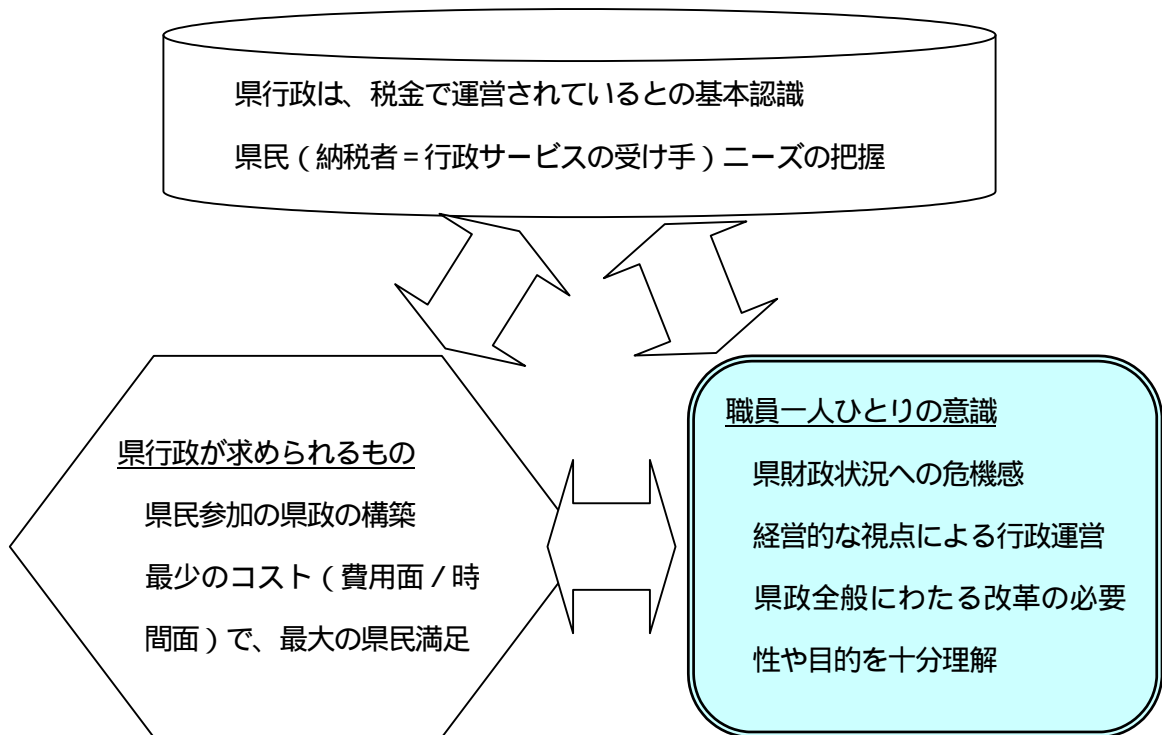 県行政は、税金で運営されているとの基本認識
県民（納税者＝行政サービスの受け手）ニーズの把握
県行政が求められるもの
県民参加の県政の構築
最少のコスト（費用面／時
間面）で、最大の県民満足
職員一人ひとりの意識
県財政状況への危機感
経営的な視点による行政運営
県政全般にわたる改革の必要
性や目的を十分理解